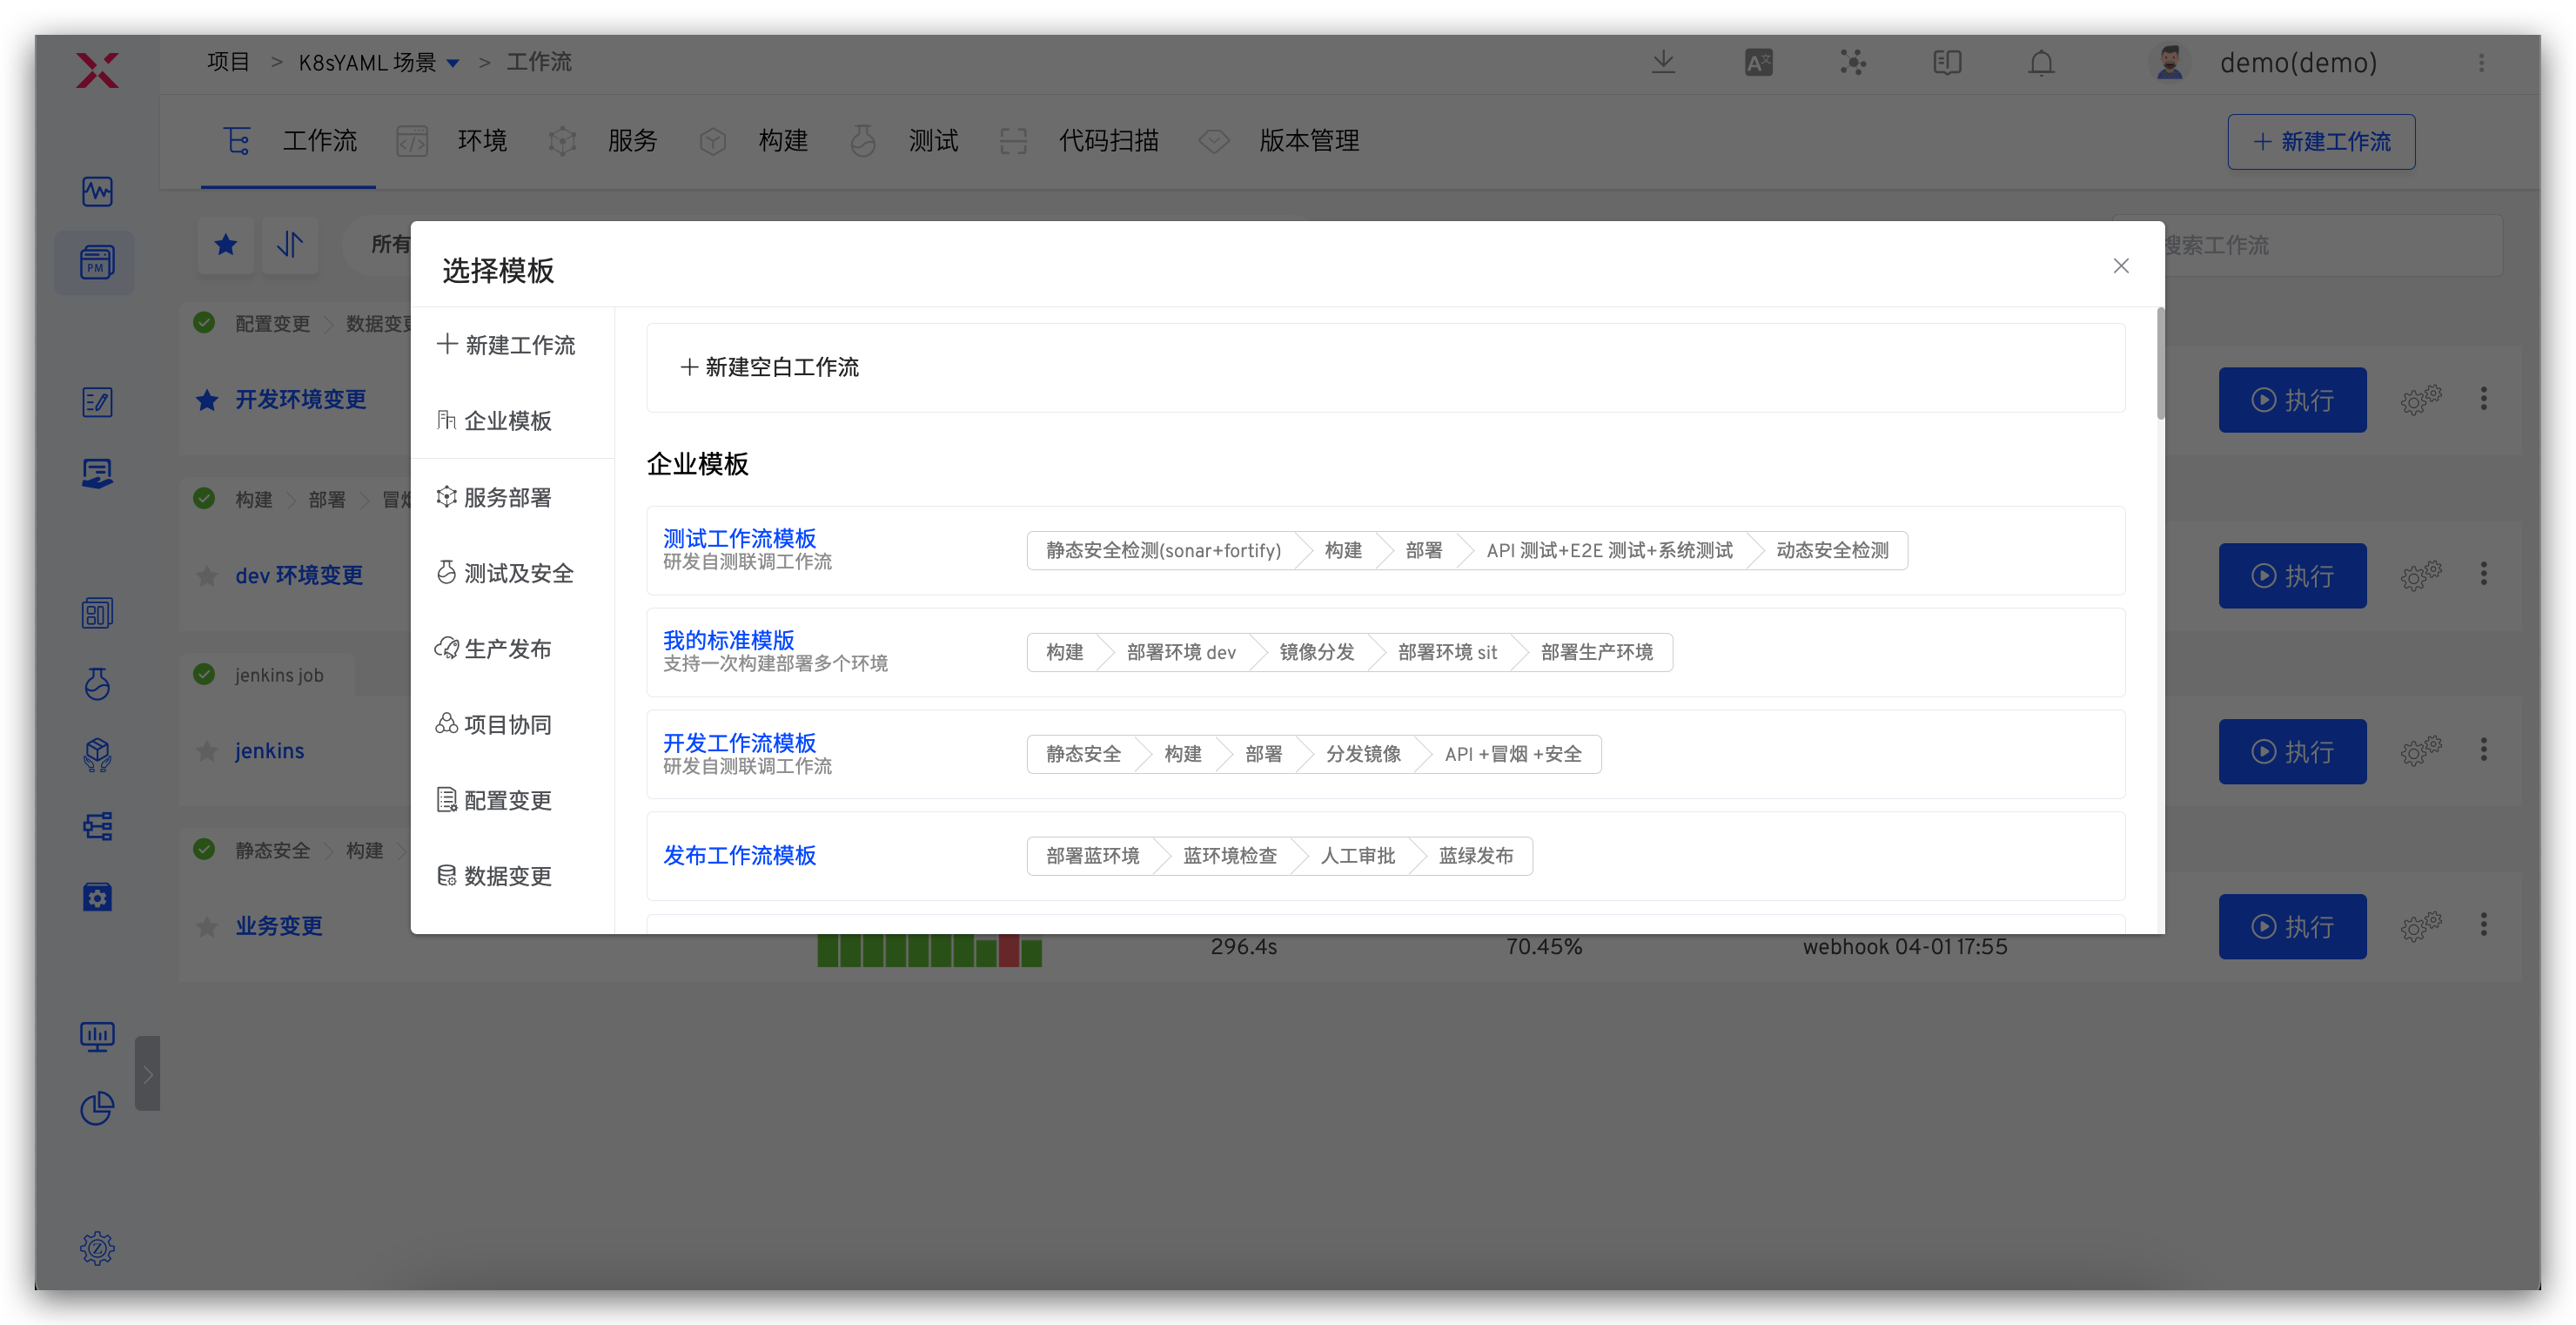 项目 > K8sYAML 场景 > 工作流
demo(demo)
工作流 环境 服务 构建 测试 代码扫描 版本管理
+ 新建工作流
PM
所有
搜索工作流
选择模板
+ 新建工作流
企业模板
服务部署
测试及安全
生产发布
项目协同
配置变更
数据变更
+ 新建空白工作流
企业模板
测试工作流模板
研发自测联调工作流
静态安全检测(sonar+fortify) 构建 部署 API 测试+E2E 测试+系统测试 动态安全检测
我的标准模版
支持一次构建部署多个环境
构建 部署环境 dev 镜像分发 部署环境 sit 部署生产环境
开发工作流模板
研发自测联调工作流
静态安全 构建 部署 分发镜像 API +冒烟 +安全
发布工作流模板
部署蓝环境 蓝环境检查 人工审批 蓝绿发布
配置变更 数据变更
开发环境变更
执行
构建 部署 冒烟
dev 环境变更
执行
jenkins job
jenkins
执行
静态安全 构建
业务变更
296.4s 70.45% webhook 04-01 17:55
执行